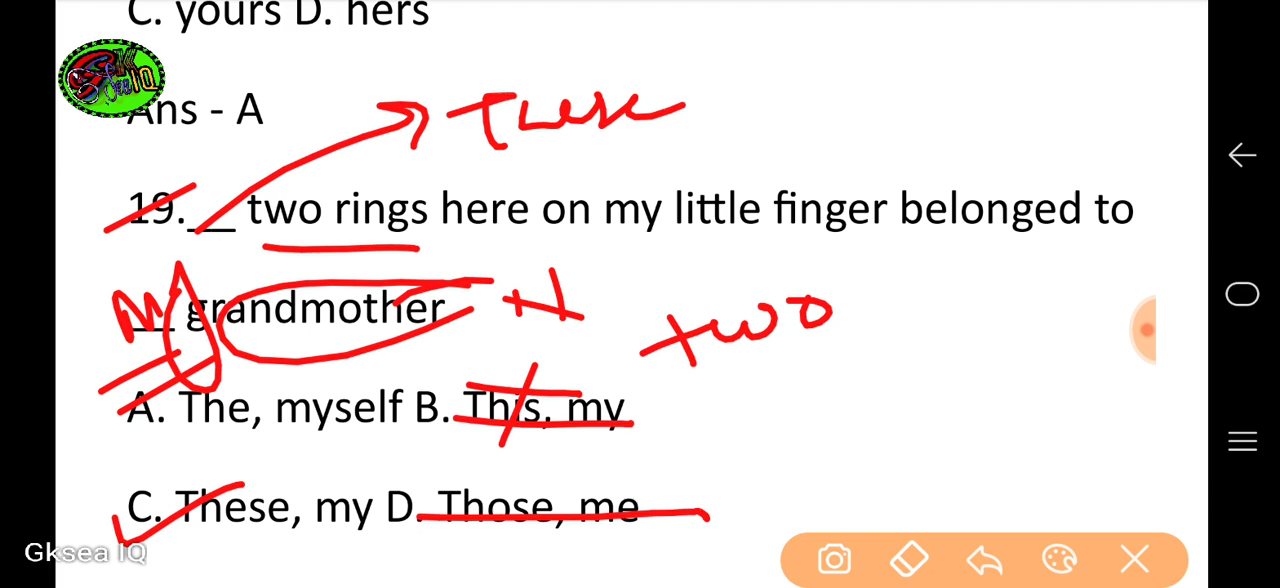 C. yours D. hers
Ans - A
These
19.__ two rings here on my little finger belonged to
My
__ grandmother
two
A. The, myself B. This, my
C. These, my D. Those, me
Gksea IQ